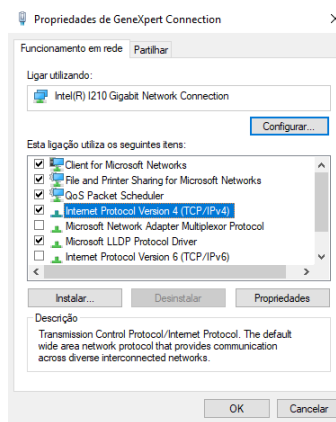 Propriedades de GeneXpert Connection
Funcionamento em rede Partilhar
Ligar utilizando:
Intel(R) I210 Gigabit Network Connection
Configurar...
Esta ligação utiliza os seguintes itens:
Client for Microsoft Networks
File and Printer Sharing for Microsoft Networks
QoS Packet Scheduler
Internet Protocol Version 4 (TCP/IPv4)
Microsoft Network Adapter Multiplexor Protocol
Microsoft LLDP Protocol Driver
Internet Protocol Version 6 (TCP/IPv6)
Instalar... Desinstalar Propriedades
Descrição
Transmission Control Protocol/Internet Protocol. The default
wide area network protocol that provides communication
across diverse interconnected networks.
OK Cancelar